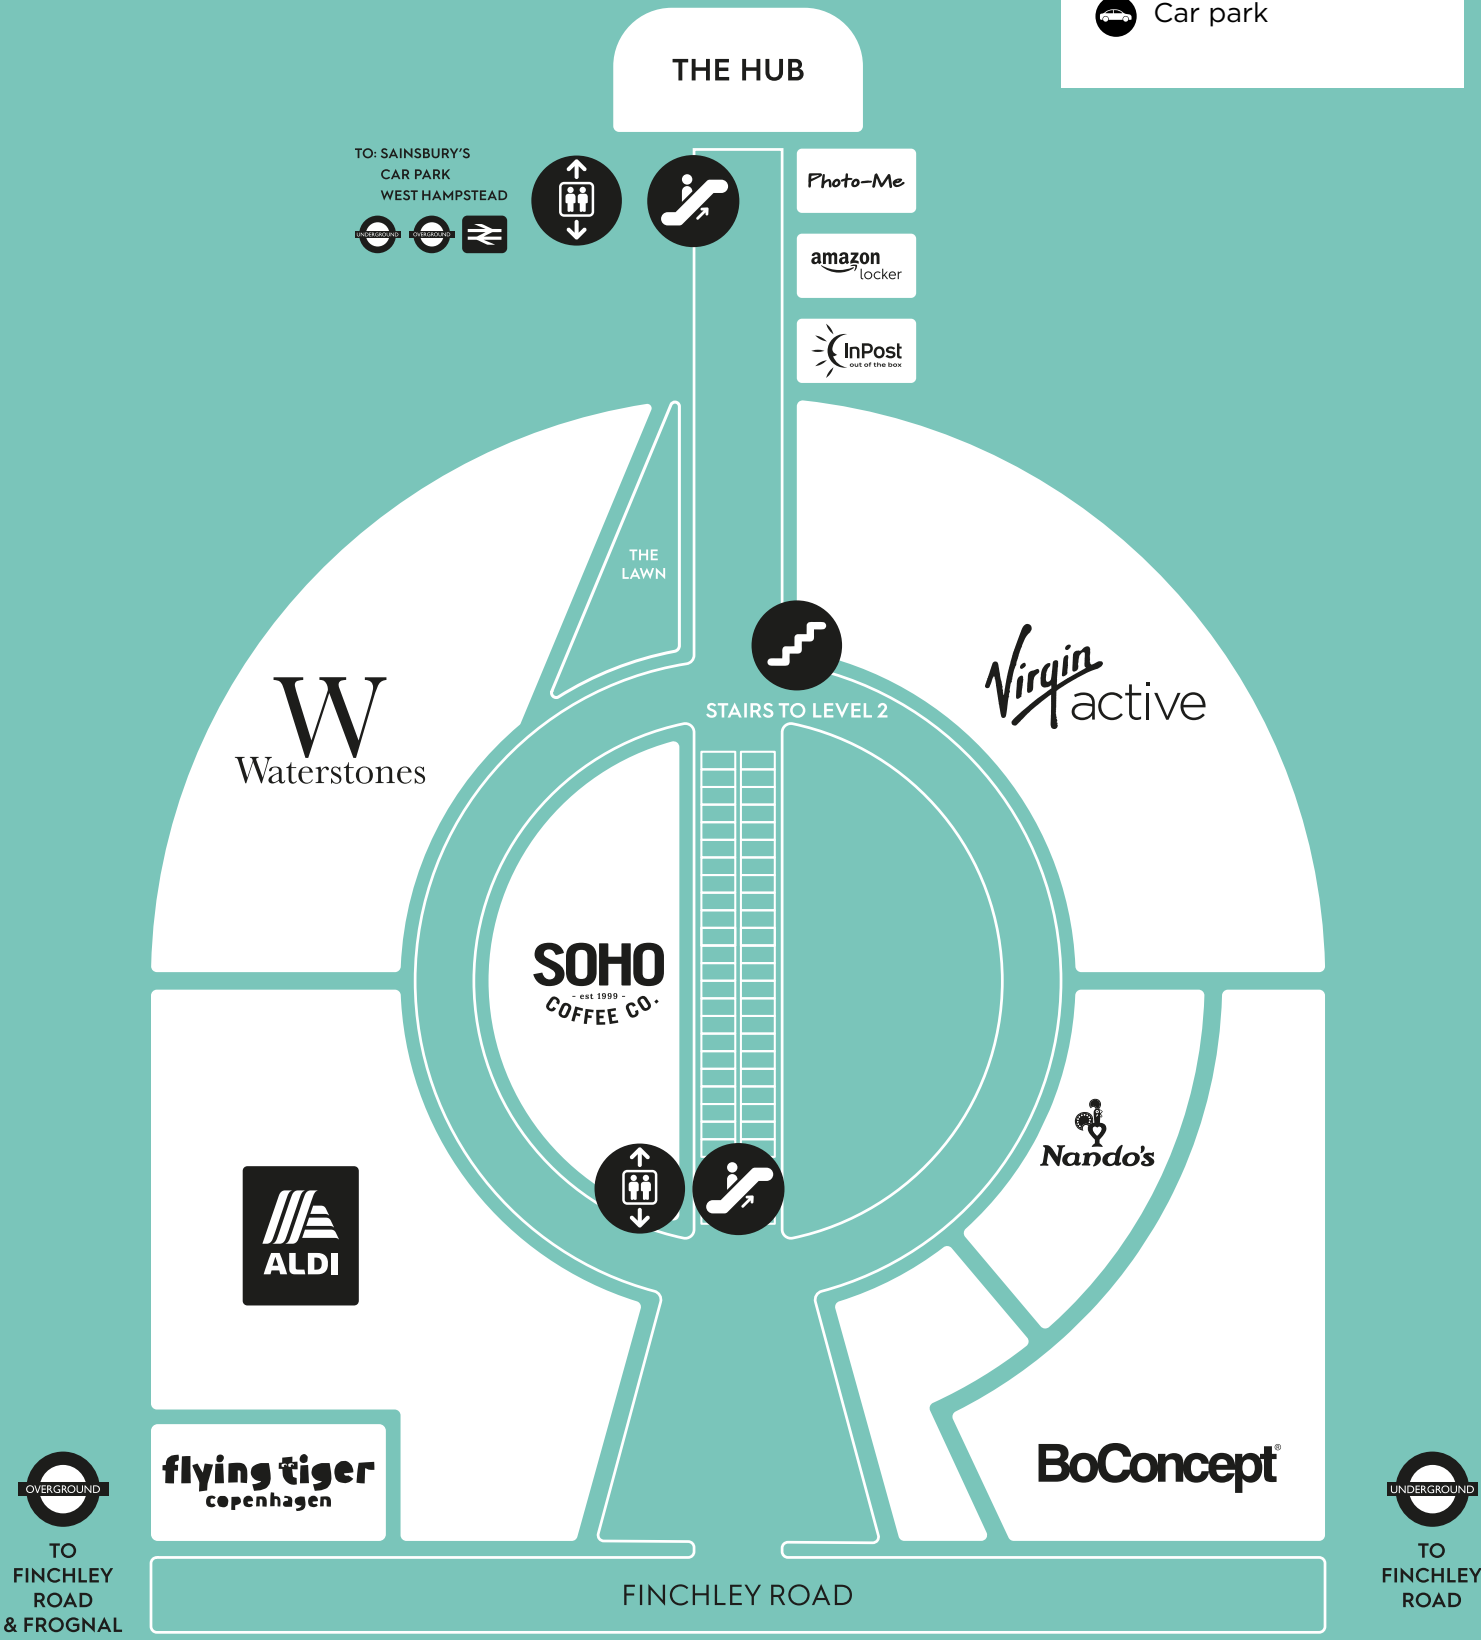 Car park
THE HUB
TO: SAINSBURY'S
CAR PARK
WEST HAMPSTEAD
UNDERGROUND
OVERGROUND
Photo-Me
amazon
locker
InPost
out of the box
THE
LAWN
STAIRS TO LEVEL 2
Virgin
active
W
Waterstones
SOHO
- est 1999 -
COFFEE CO.
Nando's
ALDI
BoConcept®
flying tiger
copenhagen
OVERGROUND
TO
FINCHLEY
ROAD
& FROGNAL
UNDERGROUND
TO
FINCHLEY
ROAD
FINCHLEY ROAD